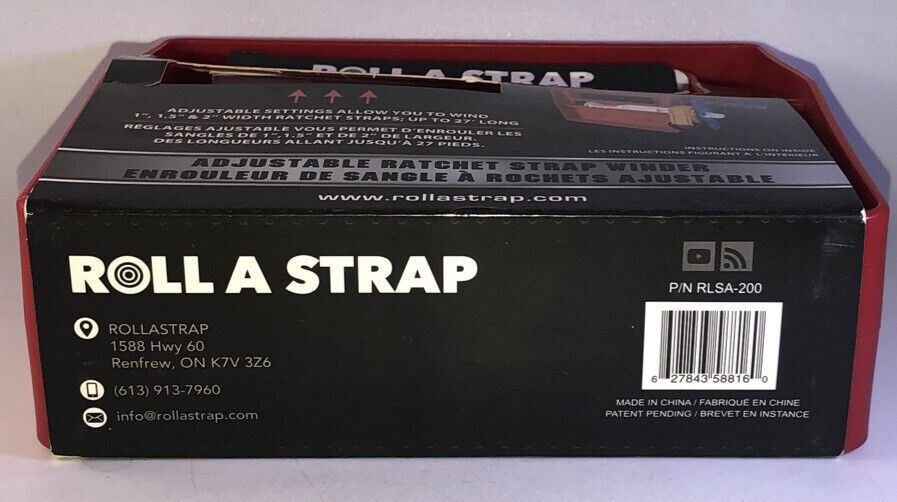 ROLL A STRAP
ADJUSTABLE SETTINGS ALLOW YOU TO WIND
1", 1.5" & 2" WIDTH RATCHET STRAPS; UP TO 27' LONG
RÉGLAGES AJUSTABLE VOUS PERMET D'ENROULER LES
SANGLES DE 1", 1.5" ET DE 2" DE LARGEUR.
DES LONGUEURS ALLANT JUSQU'À 27 PIEDS.
INSTRUCTIONS ON INSIDE
LES INSTRUCTIONS FIGURANT À L'INTÉRIEUR
ADJUSTABLE RATCHET STRAP WINDER
ENROULEUR DE SANGLE À ROCHETS AJUSTABLE
www.rollastrap.com
ROLL A STRAP
ROLLASTRAP
1588 Hwy 60
Renfrew, ON K7V 3Z6
(613) 913-7960
info@rollastrap.com
P/N RLSA-200
6 27843 58816 0
MADE IN CHINA / FABRIQUÉ EN CHINE
PATENT PENDING / BREVET EN INSTANCE